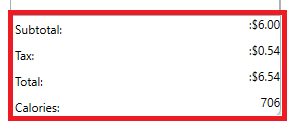 Subtotal: :$6.00
Tax: :$0.54
Total: :$6.54
Calories: 706